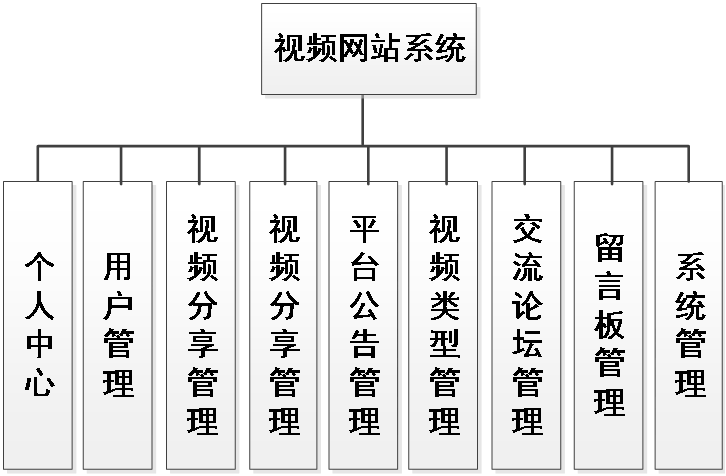 视频网站系统
个人中心
用户管理
视频分享管理
视频分享管理
平台公告管理
视频类型管理
交流论坛管理
留言板管理
系统管理